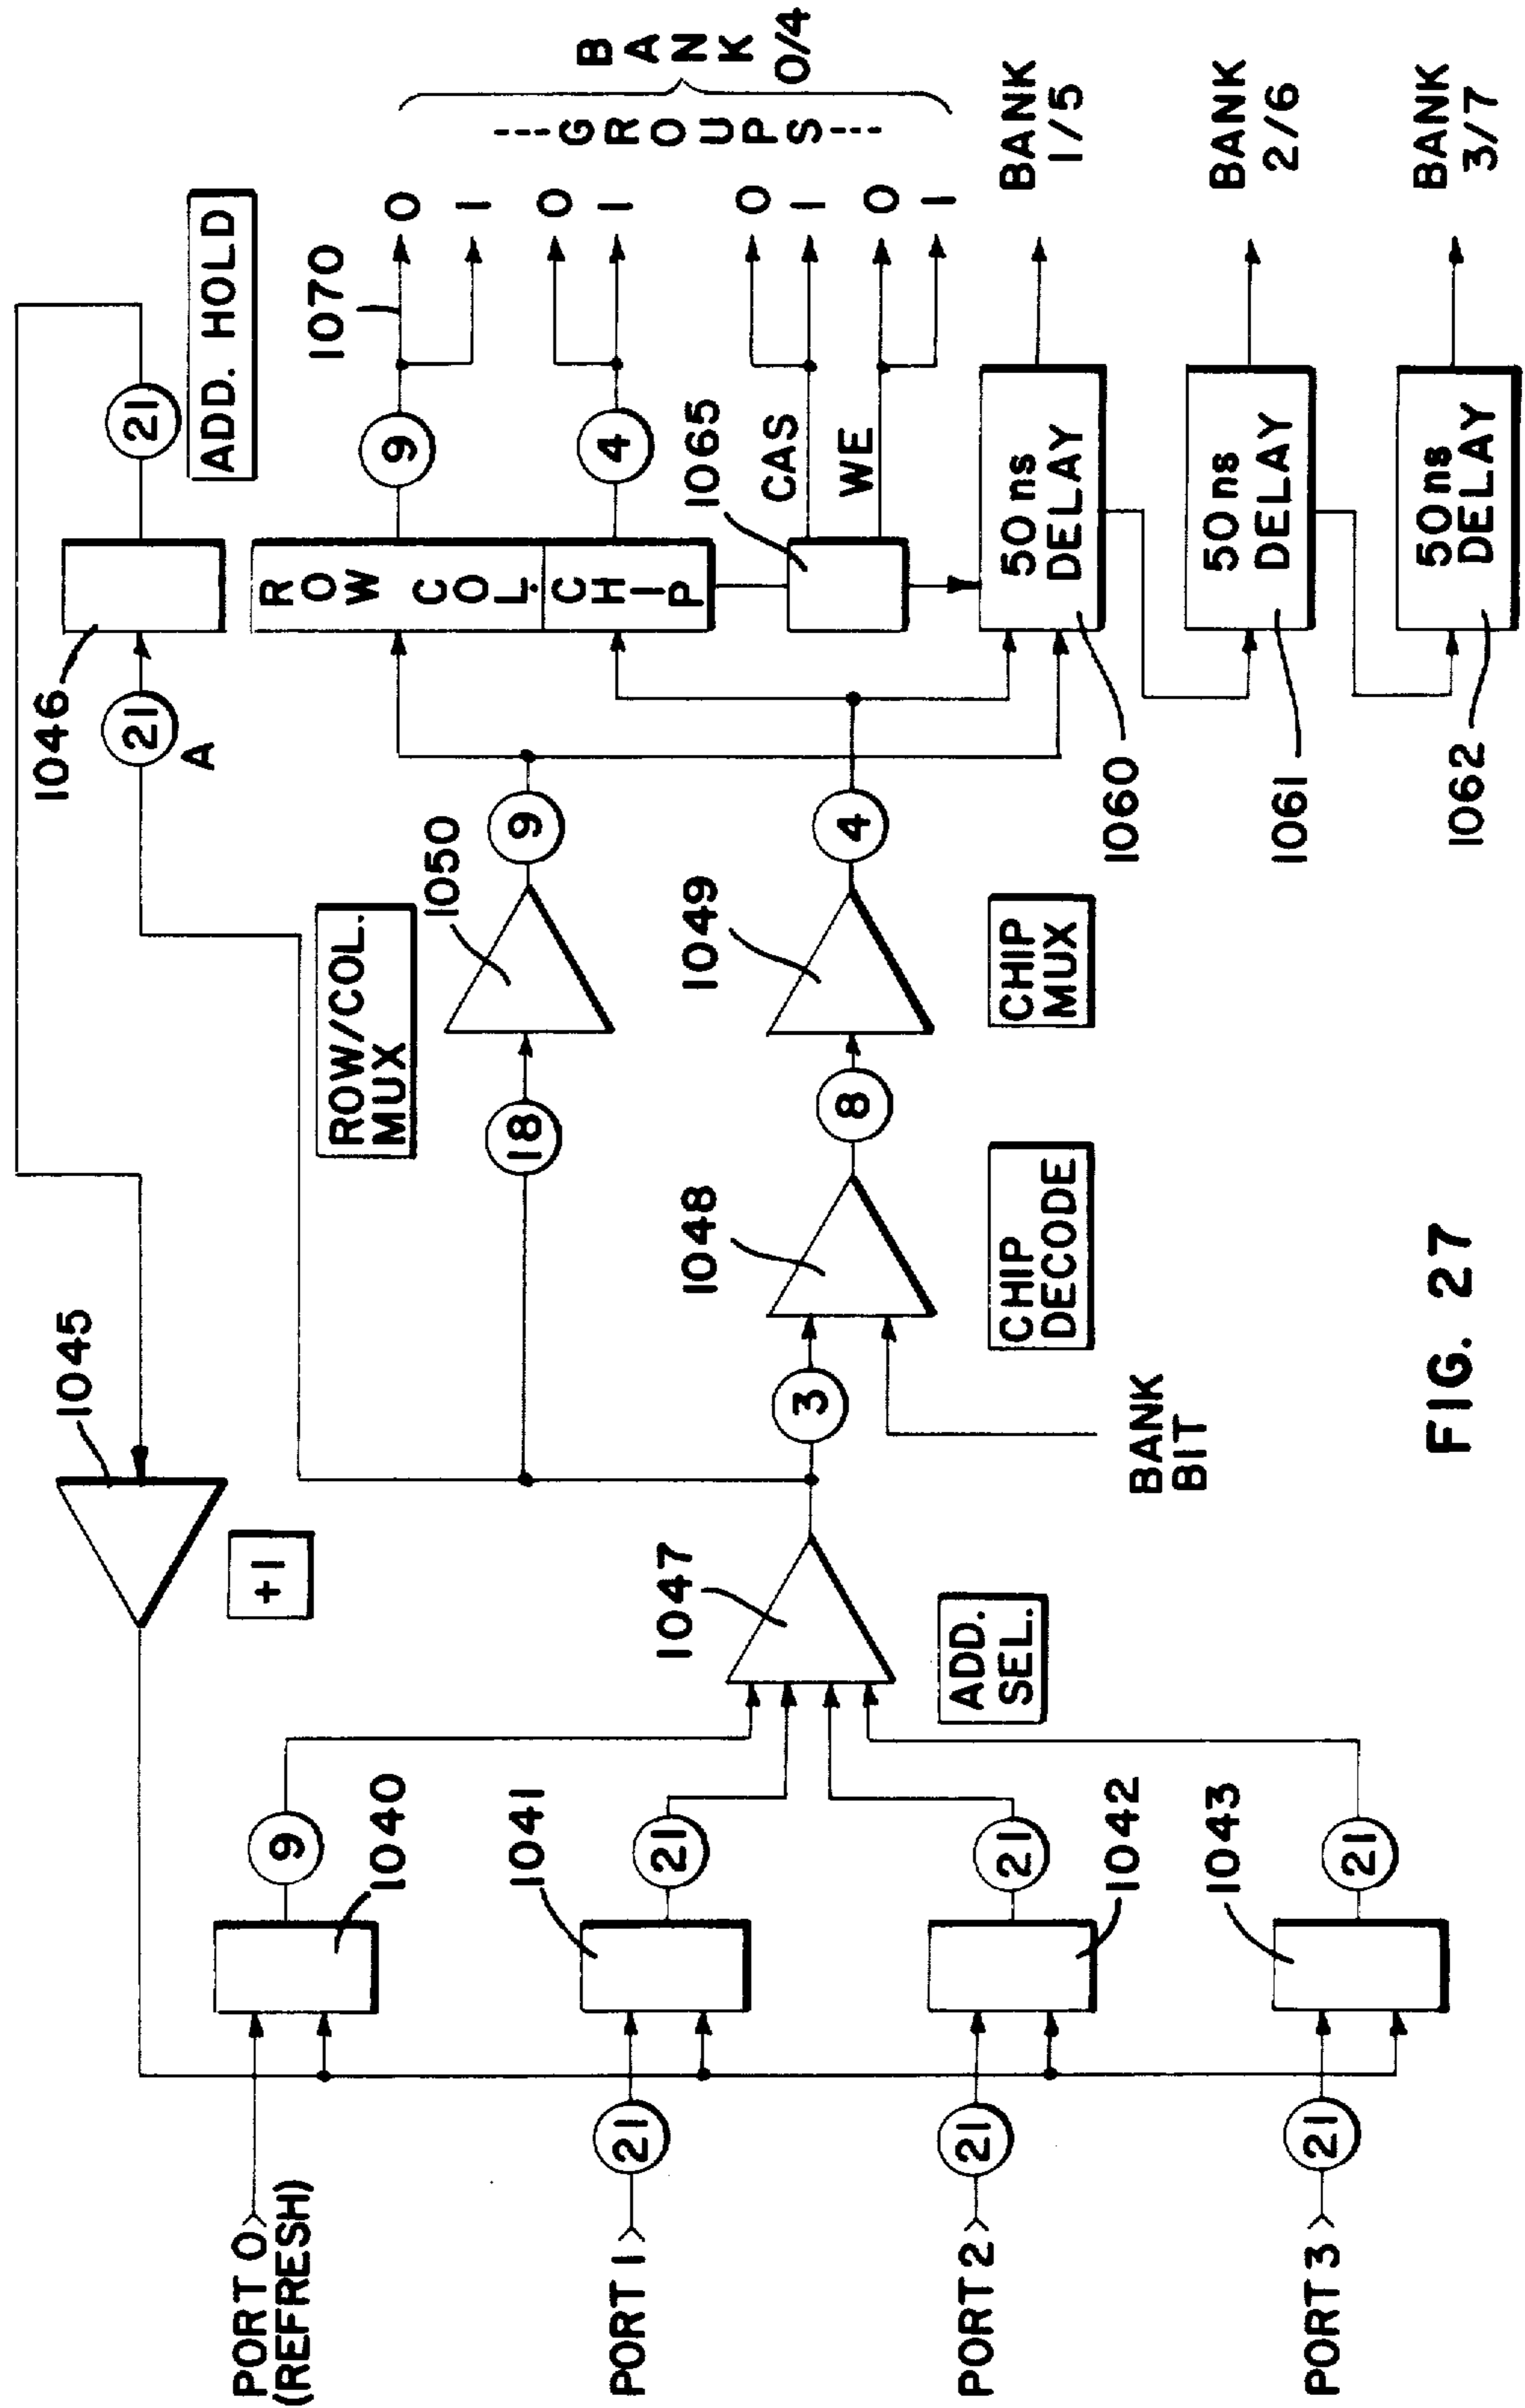 1045
+1
1046
21
A
21
ADD. HOLD
PORT 0
(REFRESH)
9
1040
PORT 1
21
21
1041
PORT 2
21
21
1042
PORT 3
21
21
1043
1047
ADD.
SEL.
18
ROW/COL.
MUX
1050
9
3
BANK
BIT
1048
CHIP
DECODE
8
1049
CHIP
MUX
4
ROW
COL.
CHIP
9
1070
0
1
4
0
1
1065
CAS
0
1
WE
0
1
---GROUPS---
BANK
0/4
50 ns
DELAY
1060
BANK
1/5
50 ns
DELAY
1061
BANK
2/6
50 ns
DELAY
1062
BANK
3/7
FIG. 27